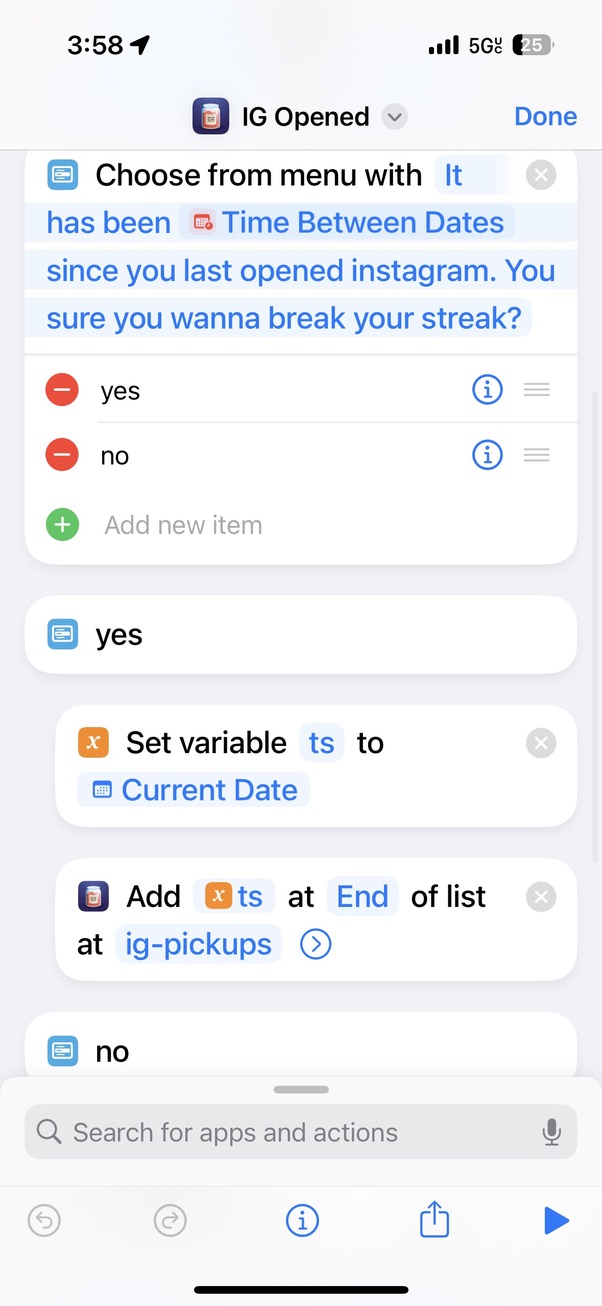 3:58 5GUC 25
IG Opened Done
Choose from menu with It
has been Time Between Dates
since you last opened instagram. You
sure you wanna break your streak?
yes
no
Add new item
yes
x Set variable ts to
Current Date
Add x ts at End of list
at ig-pickups
no
Search for apps and actions